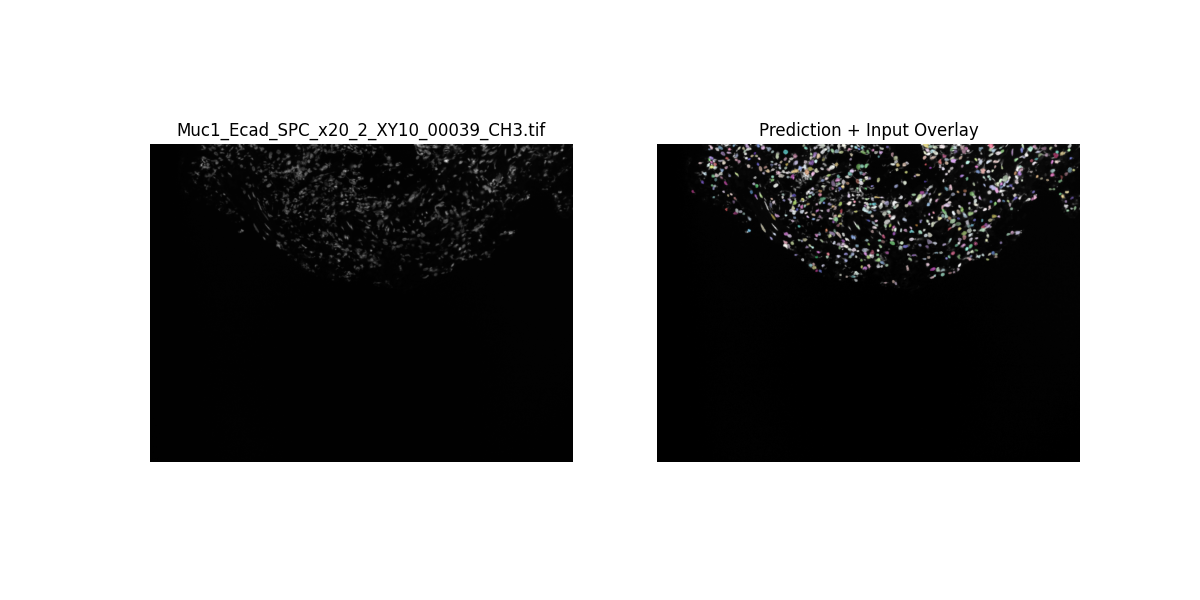 Muc1_Ecad_SPC_x20_2_XY10_00039_CH3.tif
Prediction + Input Overlay